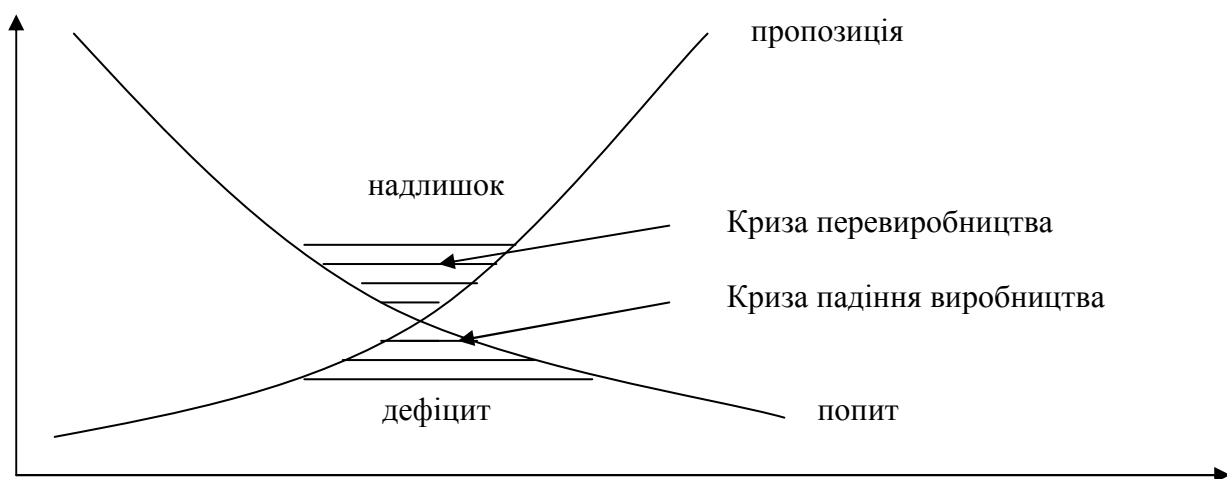 пропозиція
надлишок
Криза перевиробництва
Криза падіння виробництва
дефіцит
попит